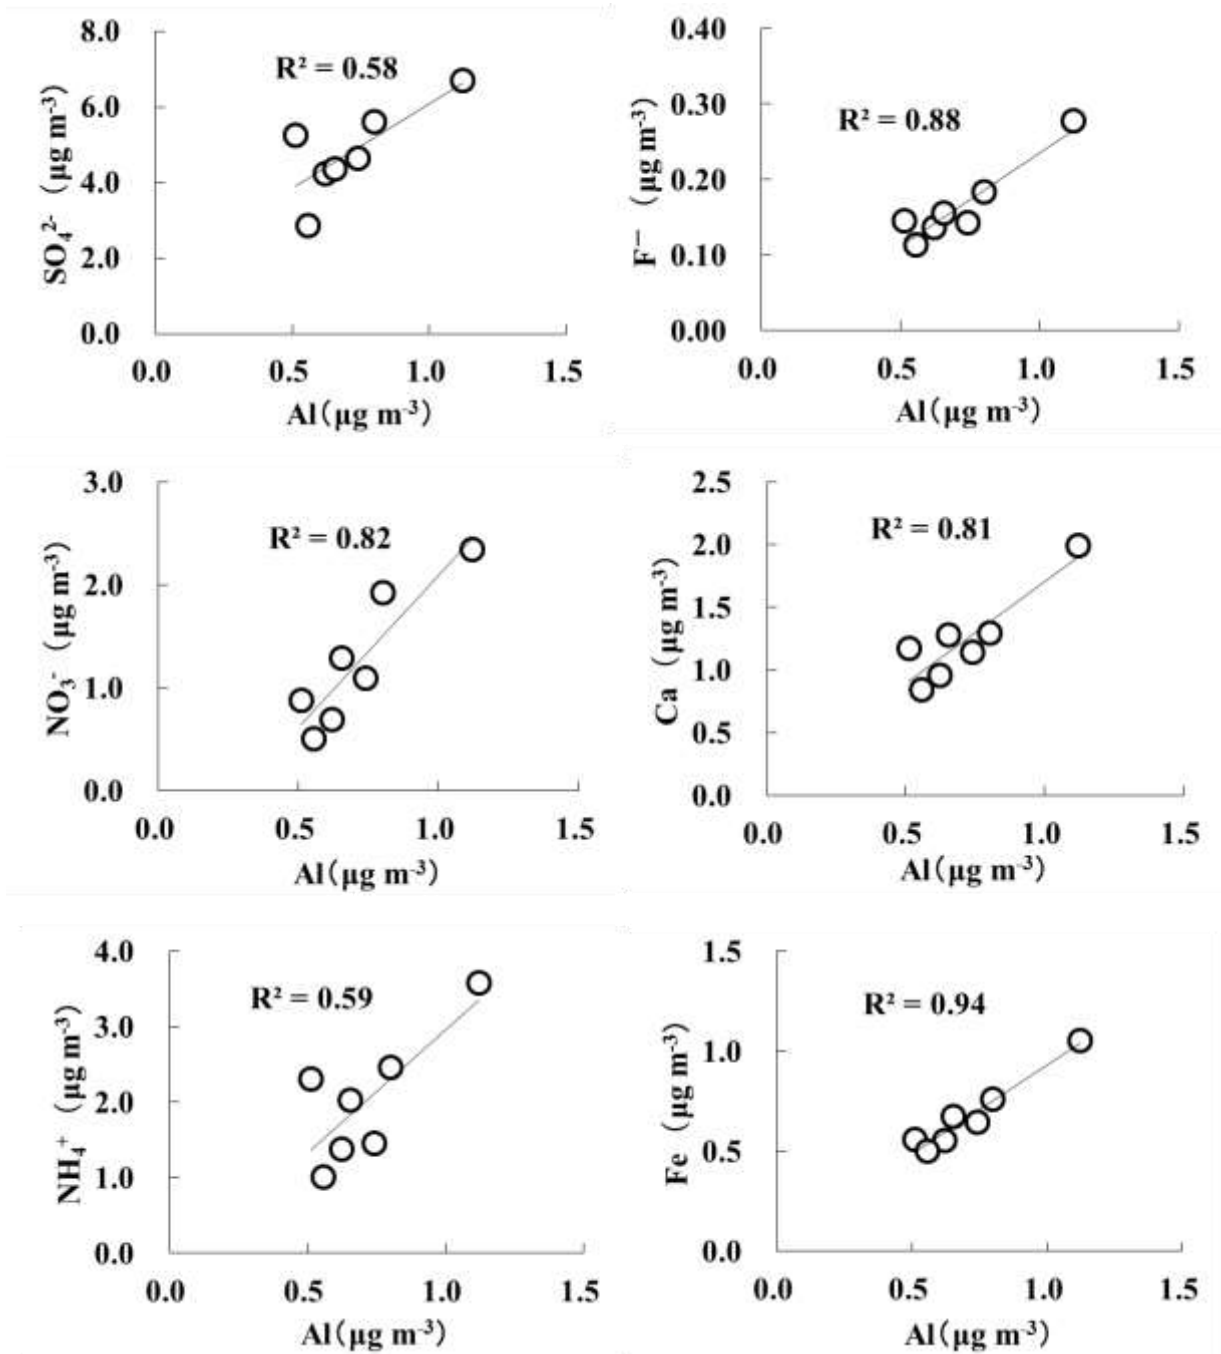 8.0
6.0
4.0
2.0
0.0
SO₄²⁻ (μg m⁻³)
R² = 0.58
0.0 0.5 1.0 1.5
Al(μg m⁻³)
0.40
0.30
0.20
0.10
0.00
F⁻ (μg m⁻³)
R² = 0.88
0.0 0.5 1.0 1.5
Al(μg m⁻³)
3.0
2.0
1.0
0.0
NO₃⁻ (μg m⁻³)
R² = 0.82
0.0 0.5 1.0 1.5
Al(μg m⁻³)
2.5
2.0
1.5
1.0
0.5
0.0
Ca (μg m⁻³)
R² = 0.81
0.0 0.5 1.0 1.5
Al(μg m⁻³)
4.0
3.0
2.0
1.0
0.0
NH₄⁺ (μg m⁻³)
R² = 0.59
0.0 0.5 1.0 1.5
Al(μg m⁻³)
1.5
1.0
0.5
0.0
Fe (μg m⁻³)
R² = 0.94
0.0 0.5 1.0 1.5
Al(μg m⁻³)